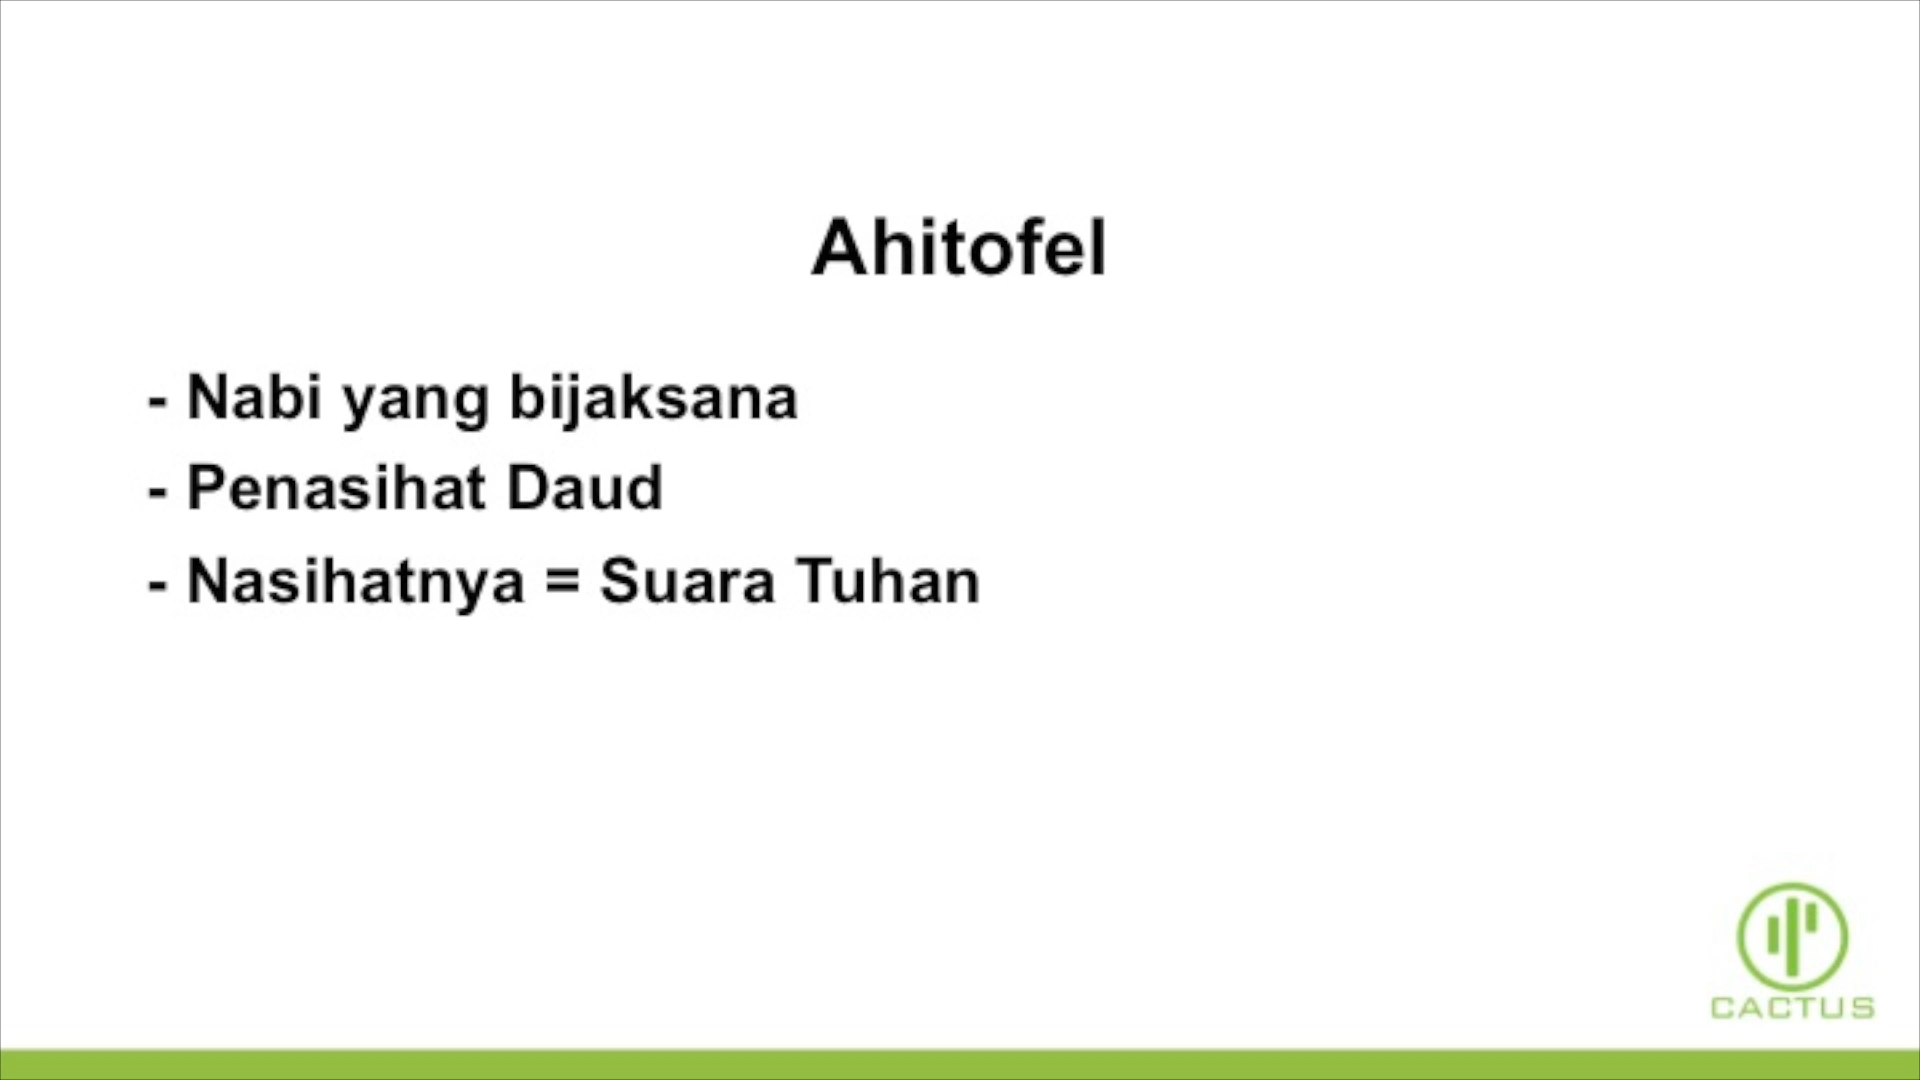 Ahitofel
- Nabi yang bijaksana
- Penasihat Daud
- Nasihatnya = Suara Tuhan
CACTUS